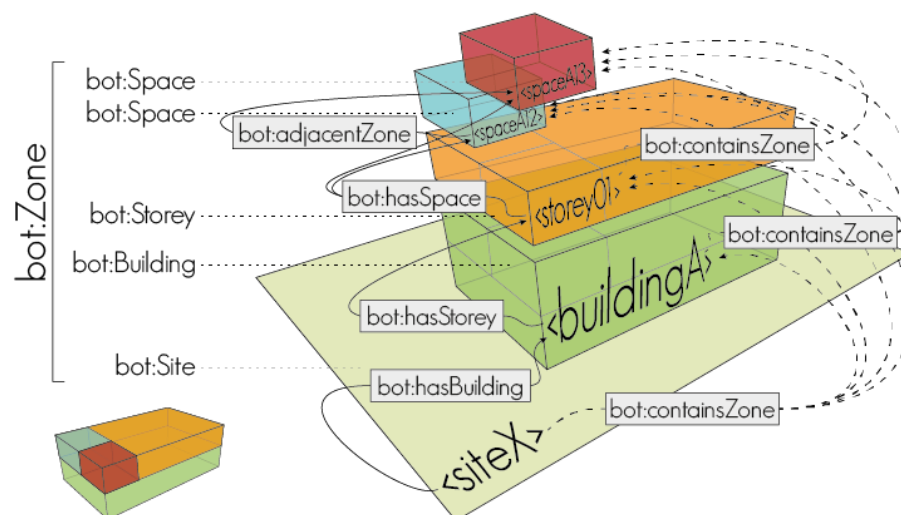 bot:Zone
bot:Space
bot:Space
bot:Storey
bot:Building
bot:Site
<spaceA13>
<spaceA12>
bot:adjacentZone
bot:containsZone
bot:hasSpace
<storey01>
bot:containsZone
<buildingA>
bot:hasStorey
bot:hasBuilding
bot:containsZone
<siteX>